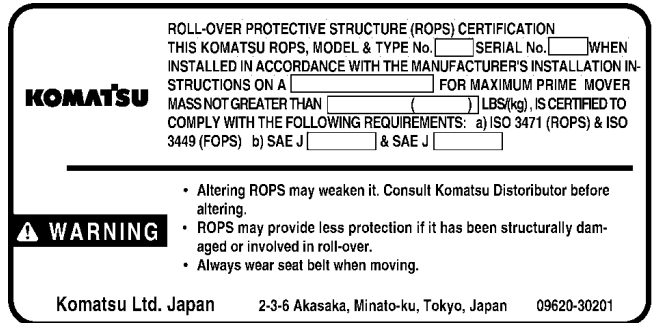 ROLL-OVER PROTECTIVE STRUCTURE (ROPS) CERTIFICATION
THIS KOMATSU ROPS, MODEL & TYPE No. SERIAL No. WHEN
INSTALLED IN ACCORDANCE WITH THE MANUFACTURER'S INSTALLATION IN-
STRUCTIONS ON A FOR MAXIMUM PRIME MOVER
MASS NOT GREATER THAN ( ) LBS/(kg), IS CERTIFIED TO
COMPLY WITH THE FOLLOWING REQUIREMENTS: a) ISO 3471 (ROPS) & ISO
3449 (FOPS) b) SAE J & SAE J
KOMATSU
• Altering ROPS may weaken it. Consult Komatsu Distoributor before
altering.
• ROPS may provide less protection if it has been structurally dam-
aged or involved in roll-over.
• Always wear seat belt when moving.
WARNING
Komatsu Ltd. Japan 2-3-6 Akasaka, Minato-ku, Tokyo, Japan 09620-30201